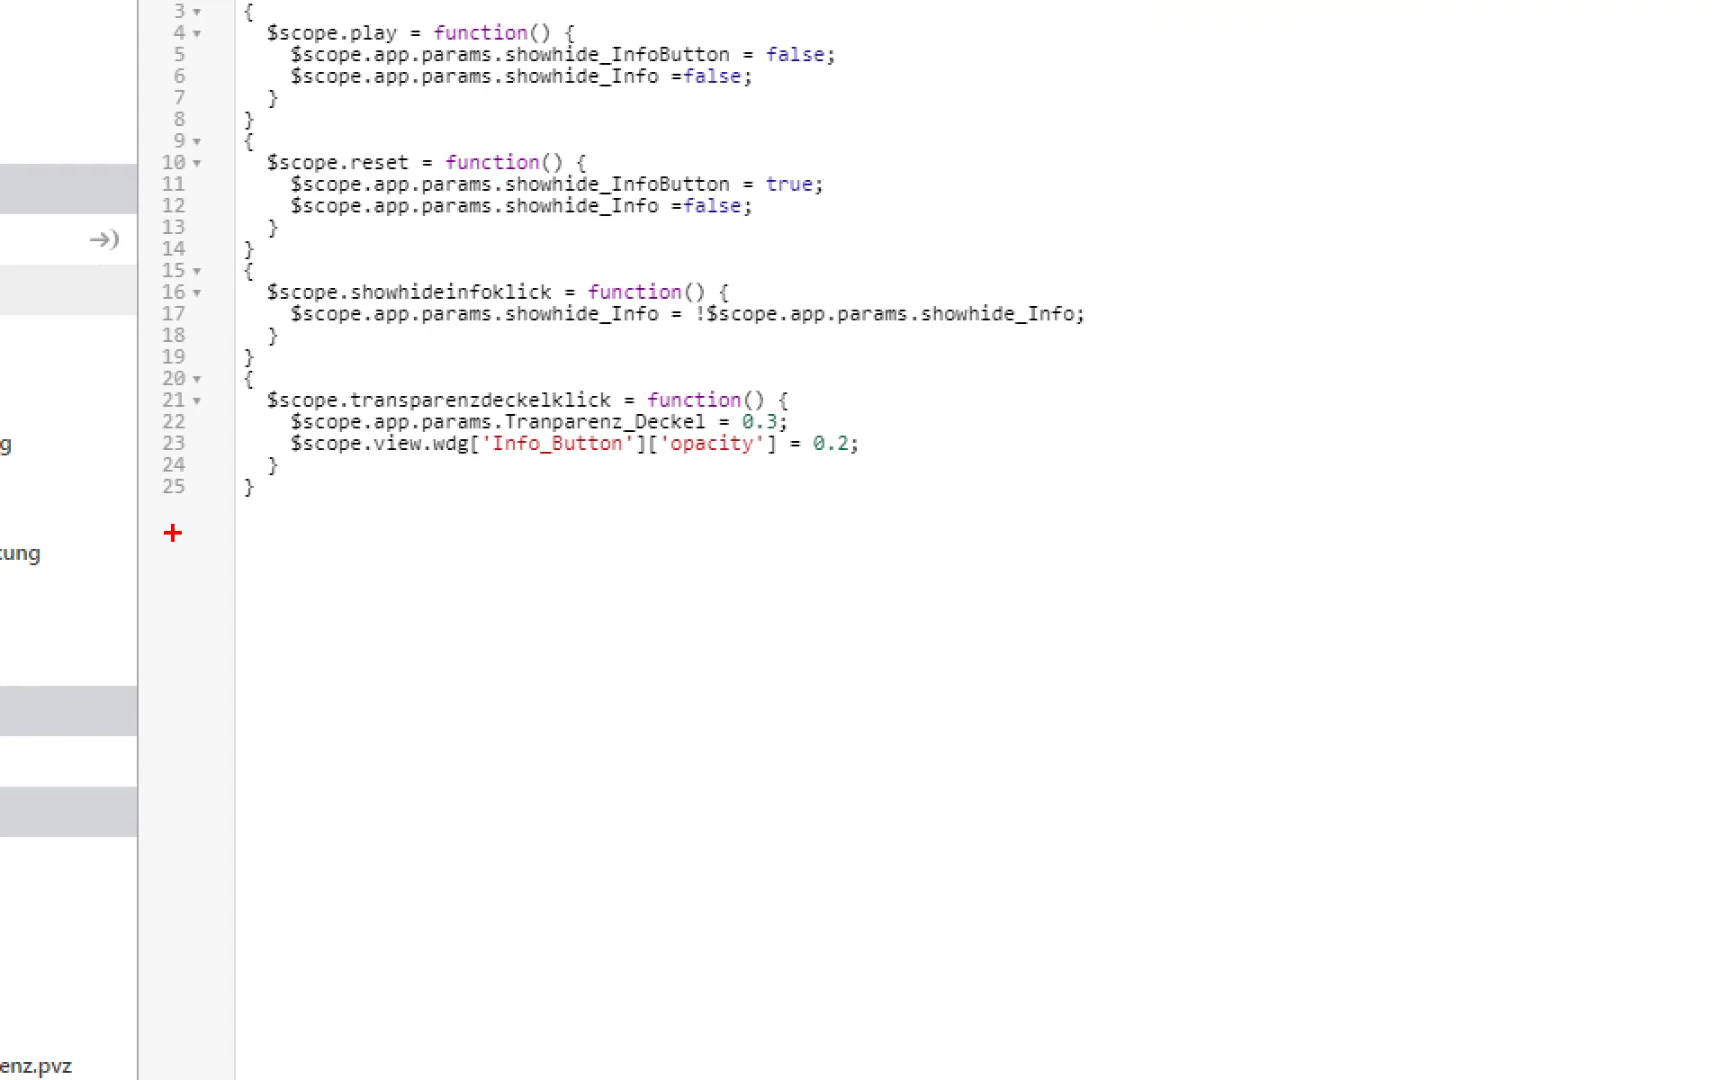 3 {
4 $scope.play = function() {
5 $scope.app.params.showhide_InfoButton = false;
6 $scope.app.params.showhide_Info =false;
7 }
8 }
9 {
10 $scope.reset = function() {
11 $scope.app.params.showhide_InfoButton = true;
12 $scope.app.params.showhide_Info =false;
13 }
14 }
15 {
16 $scope.showhideinfoklick = function() {
17 $scope.app.params.showhide_Info = !$scope.app.params.showhide_Info;
18 }
19 }
20 {
21 $scope.transparenzdeckelklick = function() {
22 $scope.app.params.Tranparenz_Deckel = 0.3;
g
23 $scope.view.wdg['Info_Button']['opacity'] = 0.2;
24 }
25 }
+
ung
enz.pvz